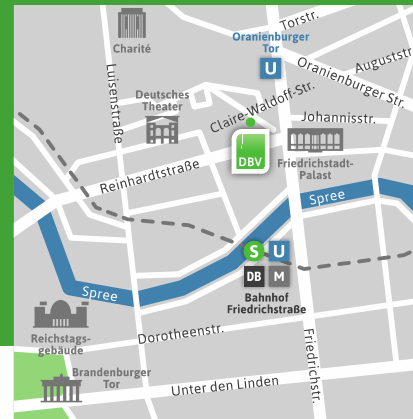 Torstr.
Charité
Oranienburger
Tor
U
Auguststr
Oranienburger Str.
Luisenstraße
Deutsches
Theater
Claire-Waldoff-Str.
Johannisstr.
DBV
Friedrichstadt-
Palast
Reinhardtstraße
Spree
S
U
DB
M
Bahnhof
Friedrichstraße
Spree
Reichstags-
gebäude
Dorotheenstr.
Friedrichstr.
Brandenburger
Tor
Unter den Linden